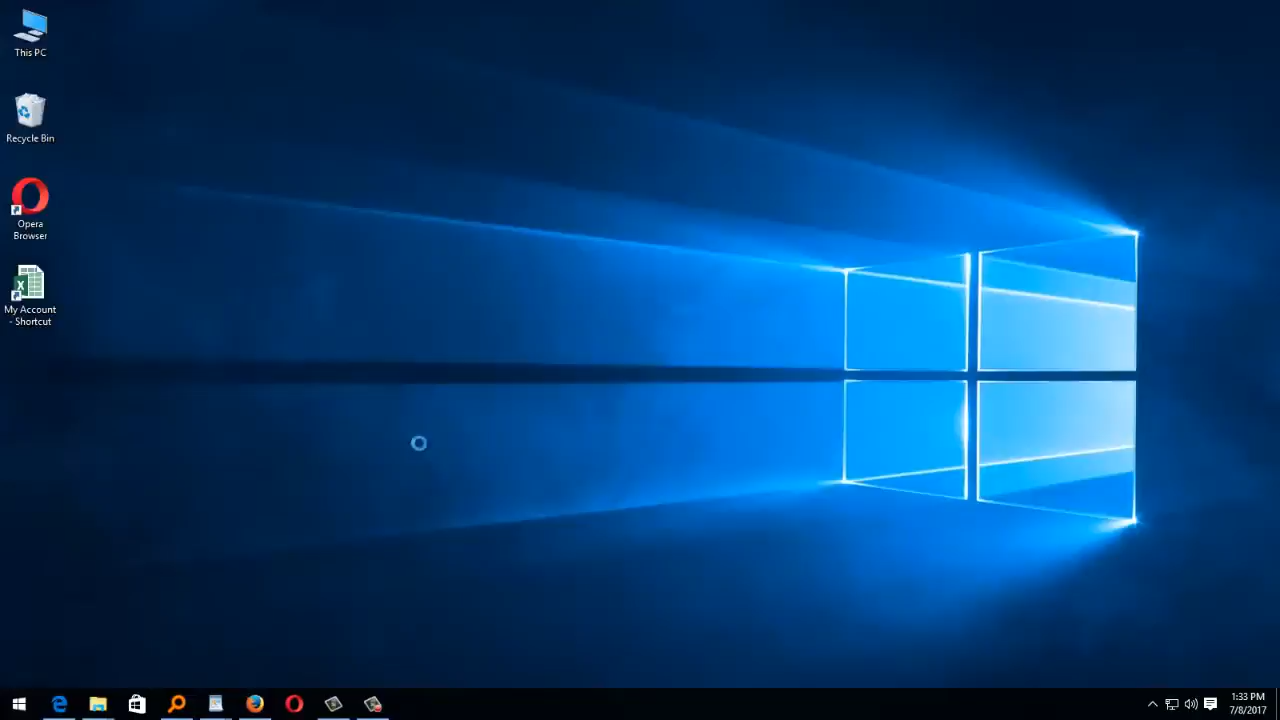 This PC
Recycle Bin
Opera
Browser
My Account
- Shortcut
1:33 PM
7/8/2017